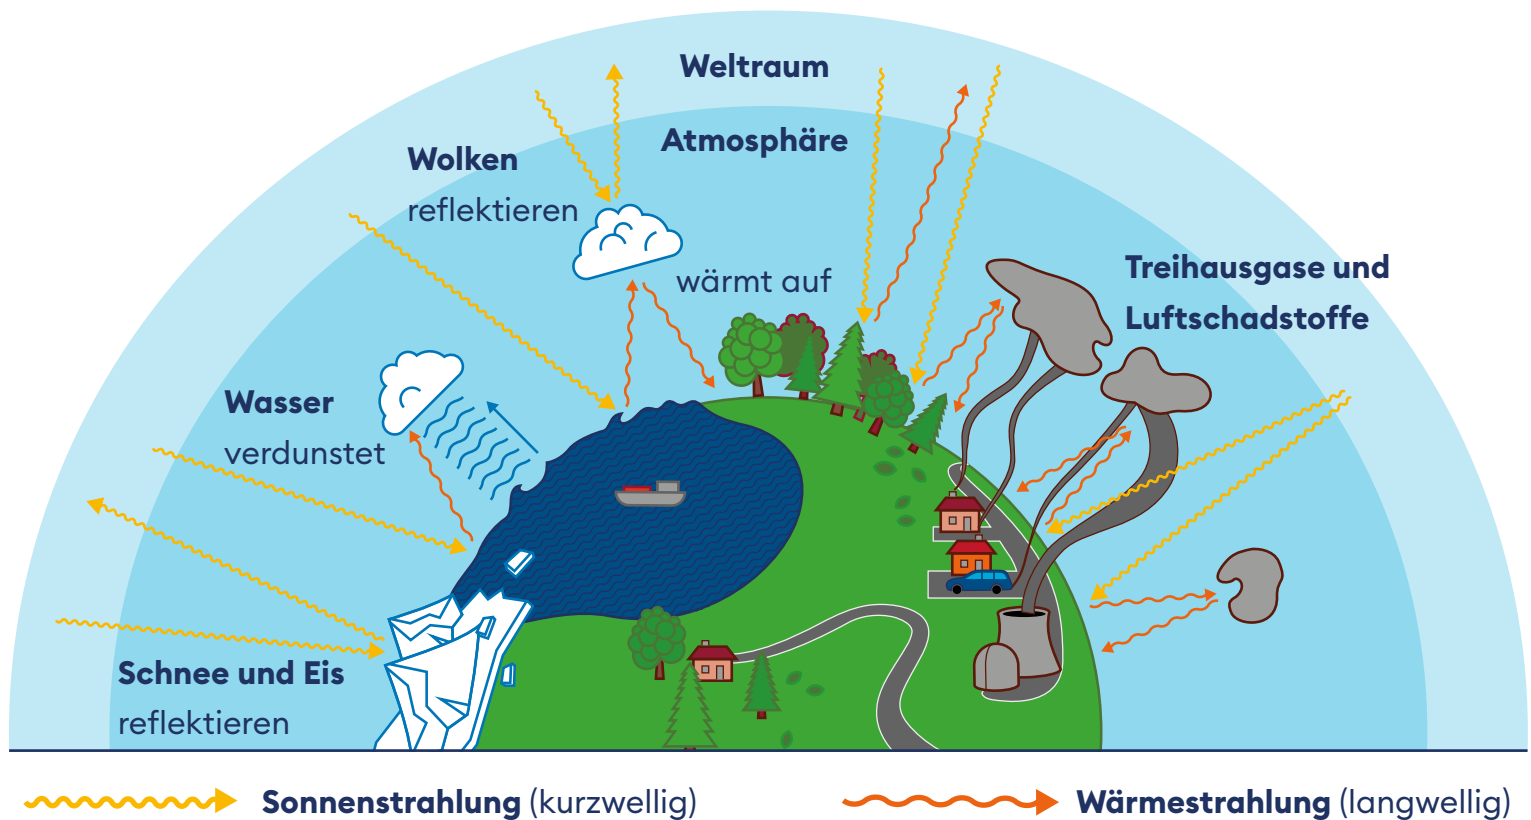 Weltraum
Atmosphäre
Wolken
reflektieren
wärmt auf
Treihausgase und
Luftschadstoffe
Wasser
verdunstet
Schnee und Eis
reflektieren
Sonnenstrahlung (kurzwellig)
Wärmestrahlung (langwellig)